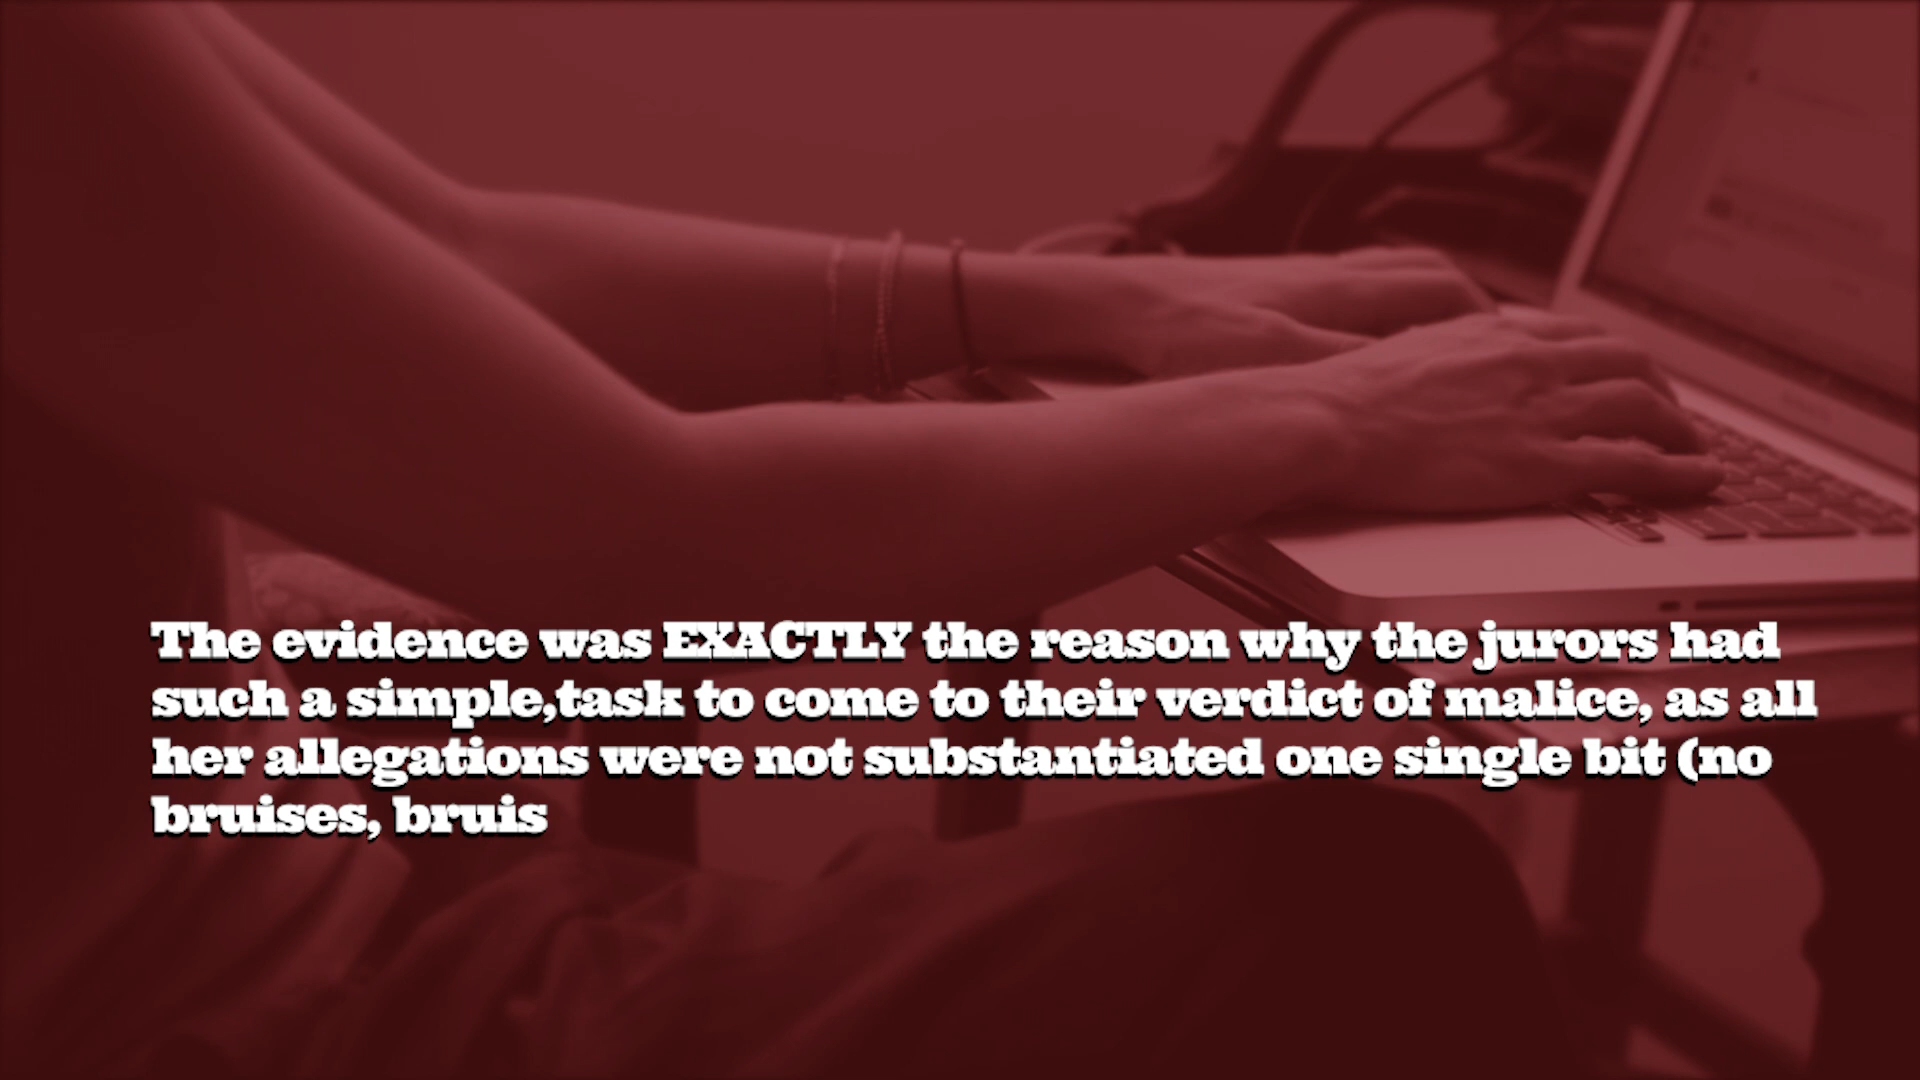 The evidence was EXACTLY the reason why the jurors had
such a simple,task to come to their verdict of malice, as all
her allegations were not substantiated one single bit (no
bruises, bruis